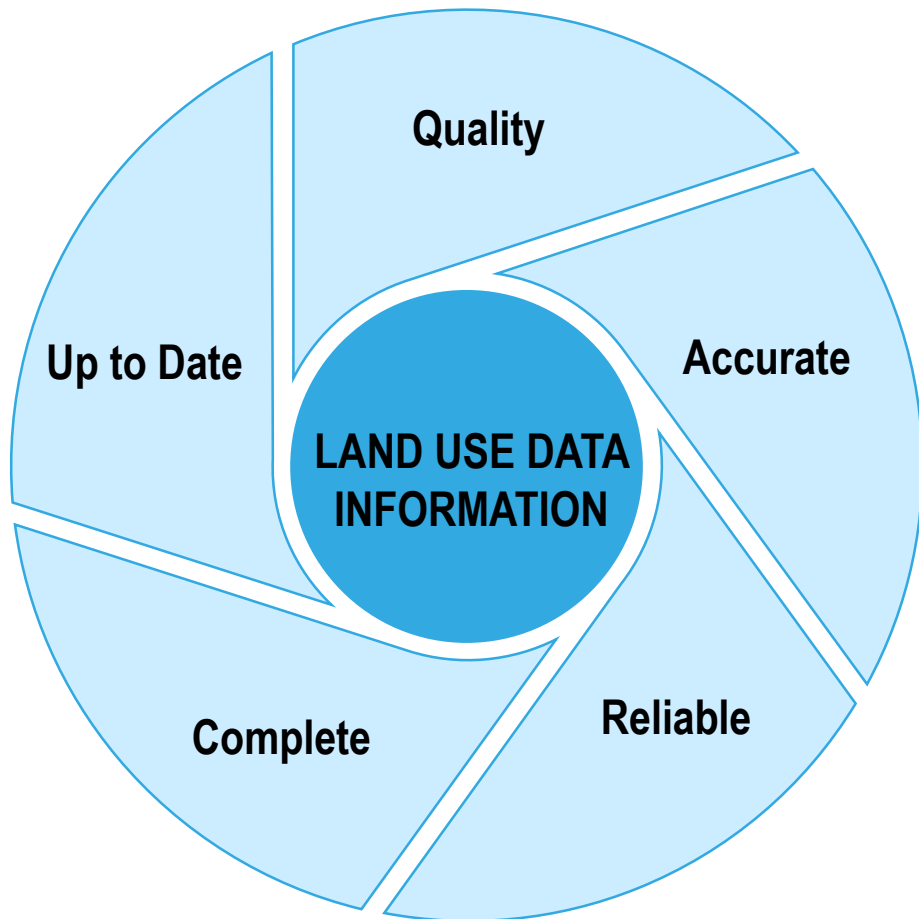 Quality
Accurate
Reliable
Complete
Up to Date
LAND USE DATA
INFORMATION